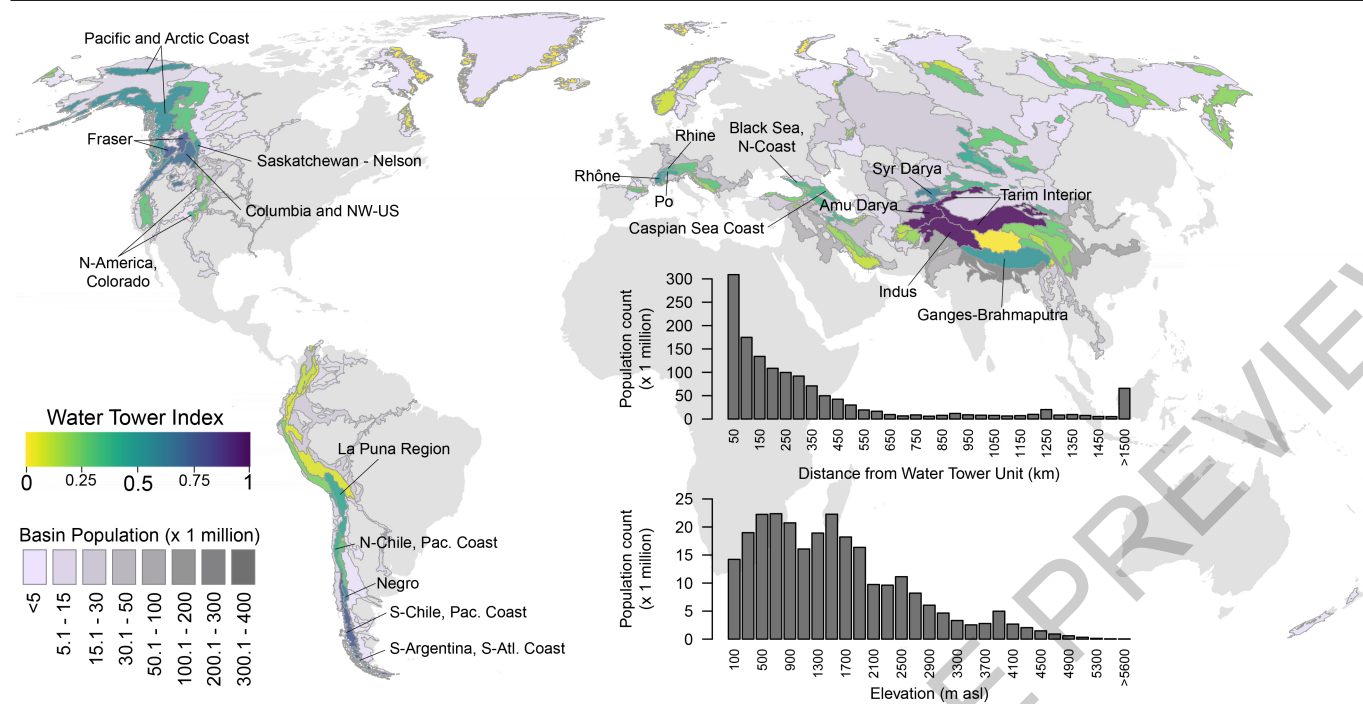 Pacific and Arctic Coast
Fraser
Saskatchewan - Nelson
Columbia and NW-US
N-America,
Colorado
Rhine
Black Sea,
N-Coast
Rhône
Po
Syr Darya
Amu Darya
Tarim Interior
Caspian Sea Coast
Indus
Ganges-Brahmaputra
La Puna Region
N-Chile, Pac. Coast
Negro
S-Chile, Pac. Coast
S-Argentina, S-Atl. Coast
Water Tower Index
0 0.25 0.5 0.75 1
Basin Population (x 1 million)
<5
5.1 - 15
15.1 - 30
30.1 - 50
50.1 - 100
100.1 - 200
200.1 - 300
300.1 - 400
Population count
(x 1 million)
300
250
200
150
100
50
0
50 150 250 350 450 550 650 750 850 950 1050 1150 1250 1350 1450 >1500
Distance from Water Tower Unit (km)
Population count
(x 1 million)
25
20
15
10
5
0
100 500 900 1300 1700 2100 2500 2900 3300 3700 4100 4500 4900 5300 >5600
Elevation (m asl)
E PREVIEW